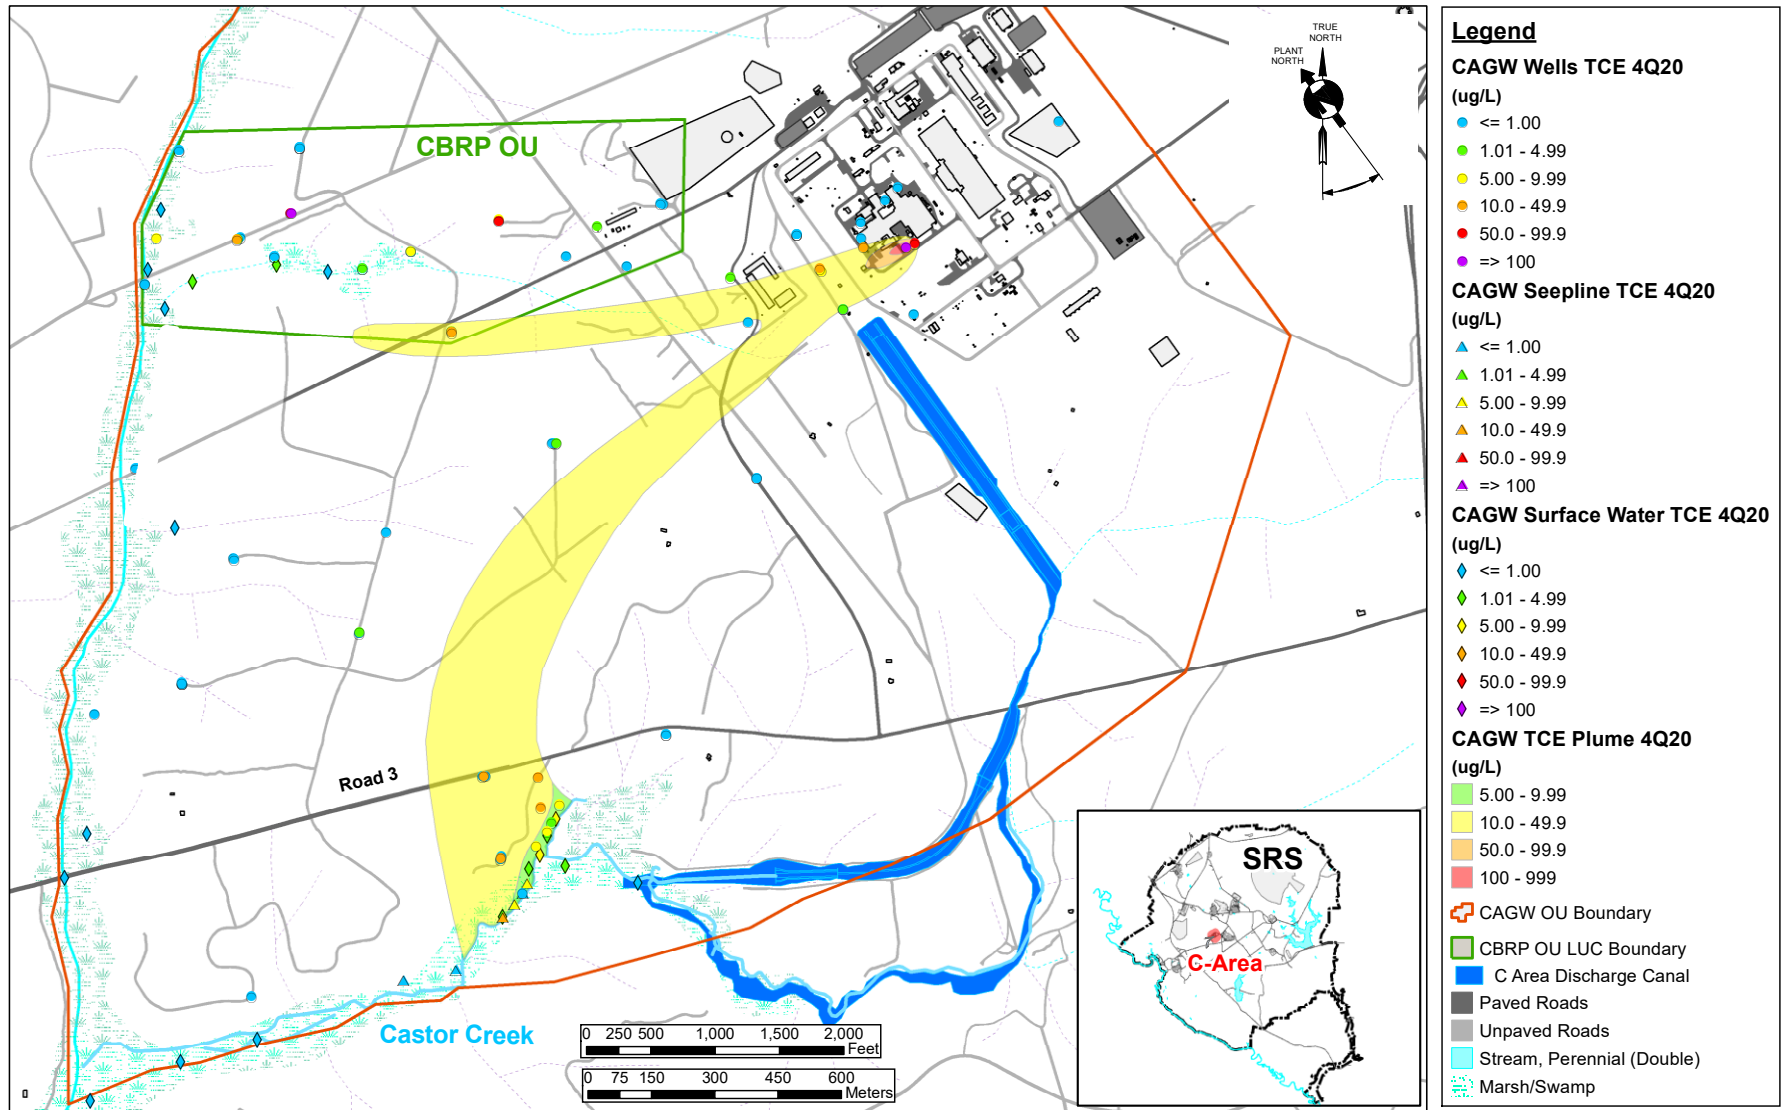 CBRP OU
TRUE
NORTH
PLANT
NORTH
Road 3
Castor Creek
0 250 500 1,000 1,500 2,000
Feet
0 75 150 300 450 600
Meters
SRS
C-Area
Legend
CAGW Wells TCE 4Q20
(ug/L)
<= 1.00
1.01 - 4.99
5.00 - 9.99
10.0 - 49.9
50.0 - 99.9
=> 100
CAGW Seepline TCE 4Q20
(ug/L)
<= 1.00
1.01 - 4.99
5.00 - 9.99
10.0 - 49.9
50.0 - 99.9
=> 100
CAGW Surface Water TCE 4Q20
(ug/L)
<= 1.00
1.01 - 4.99
5.00 - 9.99
10.0 - 49.9
50.0 - 99.9
=> 100
CAGW TCE Plume 4Q20
(ug/L)
5.00 - 9.99
10.0 - 49.9
50.0 - 99.9
100 - 999
CAGW OU Boundary
CBRP OU LUC Boundary
C Area Discharge Canal
Paved Roads
Unpaved Roads
Stream, Perennial (Double)
Marsh/Swamp